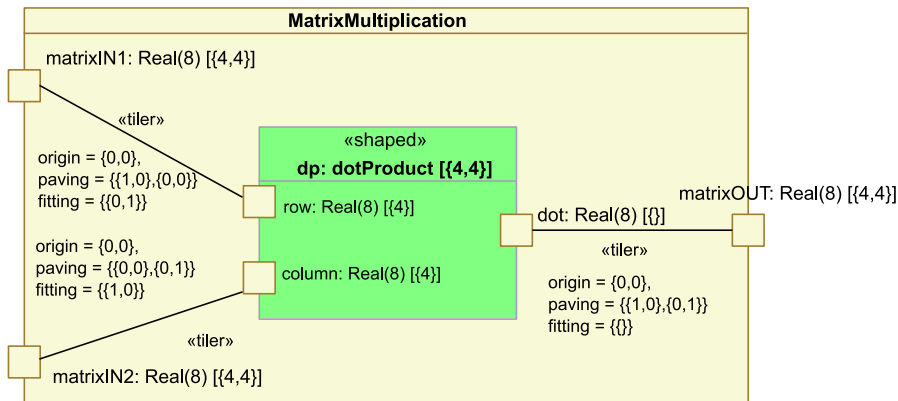 MatrixMultiplication
matrixIN1: Real(8) [{4,4}]
«tiler»
origin = {0,0},
paving = {{1,0},{0,0}}
fitting = {{0,1}}
«shaped»
dp: dotProduct [{4,4}]
row: Real(8) [{4}]
column: Real(8) [{4}]
origin = {0,0},
paving = {{0,0},{0,1}}
fitting = {{1,0}}
«tiler»
matrixIN2: Real(8) [{4,4}]
matrixOUT: Real(8) [{4,4}]
dot: Real(8) [{}]
«tiler»
origin = {0,0},
paving = {{1,0},{0,1}}
fitting = {{}}